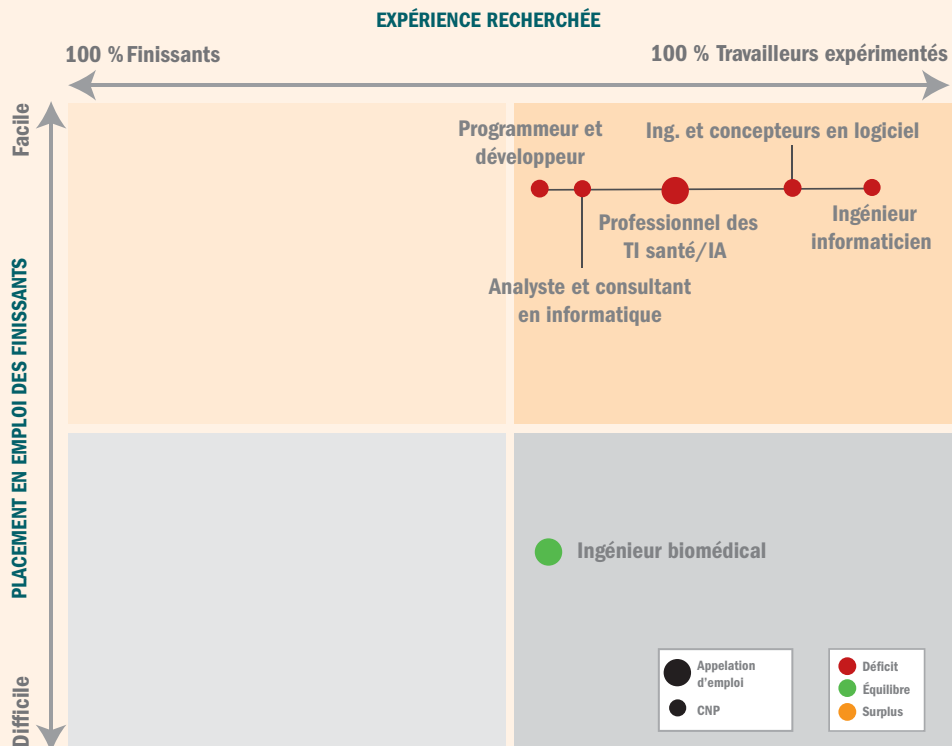 EXPÉRIENCE RECHERCHÉE
100 % Finissants
100 % Travailleurs expérimentés
Facile
PLACEMENT EN EMPLOI DES FINISSANTS
Difficile
Programmeur et
développeur
Ing. et concepteurs en logiciel
Professionnel des
TI santé/IA
Ingénieur
informaticien
Analyste et consultant
en informatique
Ingénieur biomédical
Appelation
d'emploi
CNP
Déficit
Équilibre
Surplus